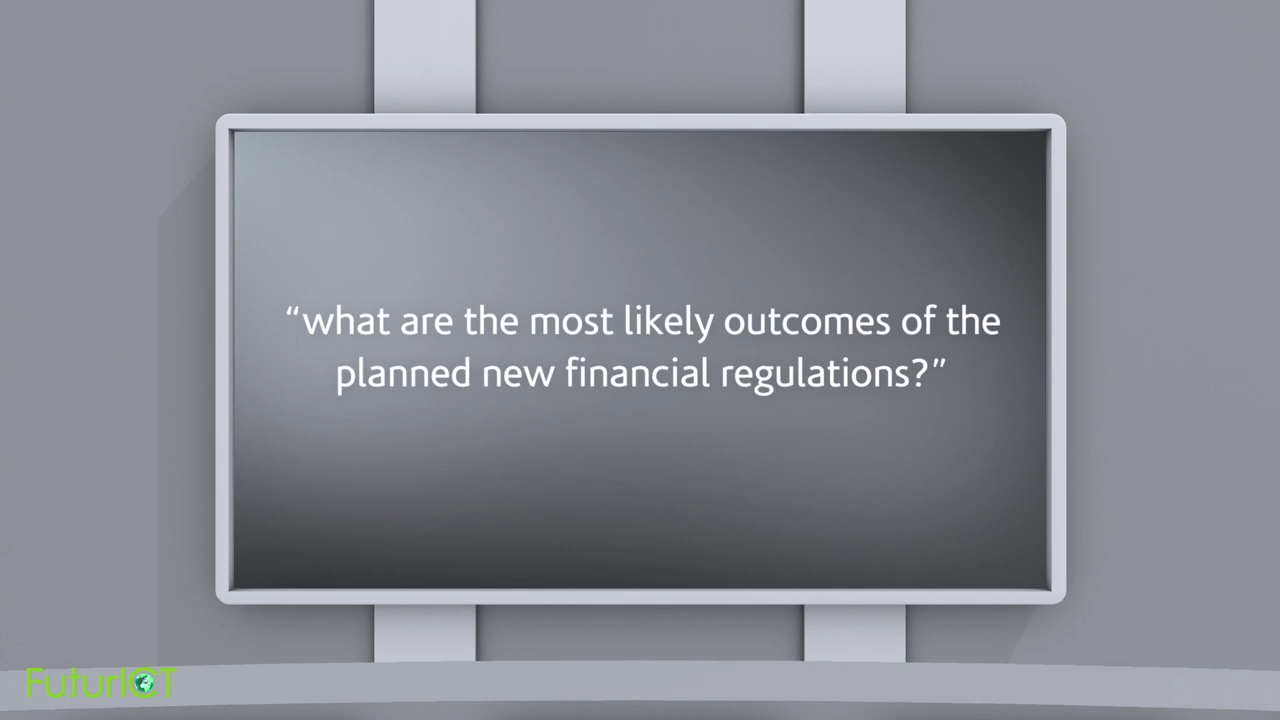 “what are the most likely outcomes of the
planned new financial regulations?”
FuturICT